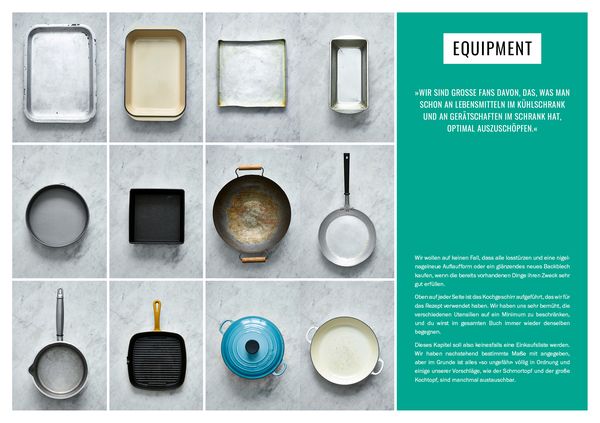 EQUIPMENT
»WIR SIND GROSSE FANS DAVON, DAS, WAS MAN
SCHON AN LEBENSMITTELN IM KÜHLSCHRANK
UND AN GERÄTSCHAFTEN IM SCHRANK HAT,
OPTIMAL AUSZUSCHÖPFEN.«
Wir wollen auf keinen Fall, dass alle losstürzen und eine nigel-
nagelneue Auflaufform oder ein glänzendes neues Backblech
kaufen, wenn die bereits vorhandenen Dinge ihren Zweck sehr
gut erfüllen.
Oben auf jeder Seite ist das Kochgeschirr aufgeführt, das wir für
das Rezept verwendet haben. Wir haben uns sehr bemüht, die
verschiedenen Utensilien auf ein Minimum zu beschränken,
und du wirst im gesamten Buch immer wieder denselben
begegnen.
Dieses Kapitel soll also keinesfalls eine Einkaufsliste werden.
Wir haben nachstehend bestimmte Maße mit angegeben,
aber im Grunde ist alles »so ungefähr« völlig in Ordnung und
einige unserer Vorschläge, wie der Schmortopf und der große
Kochtopf, sind manchmal austauschbar.